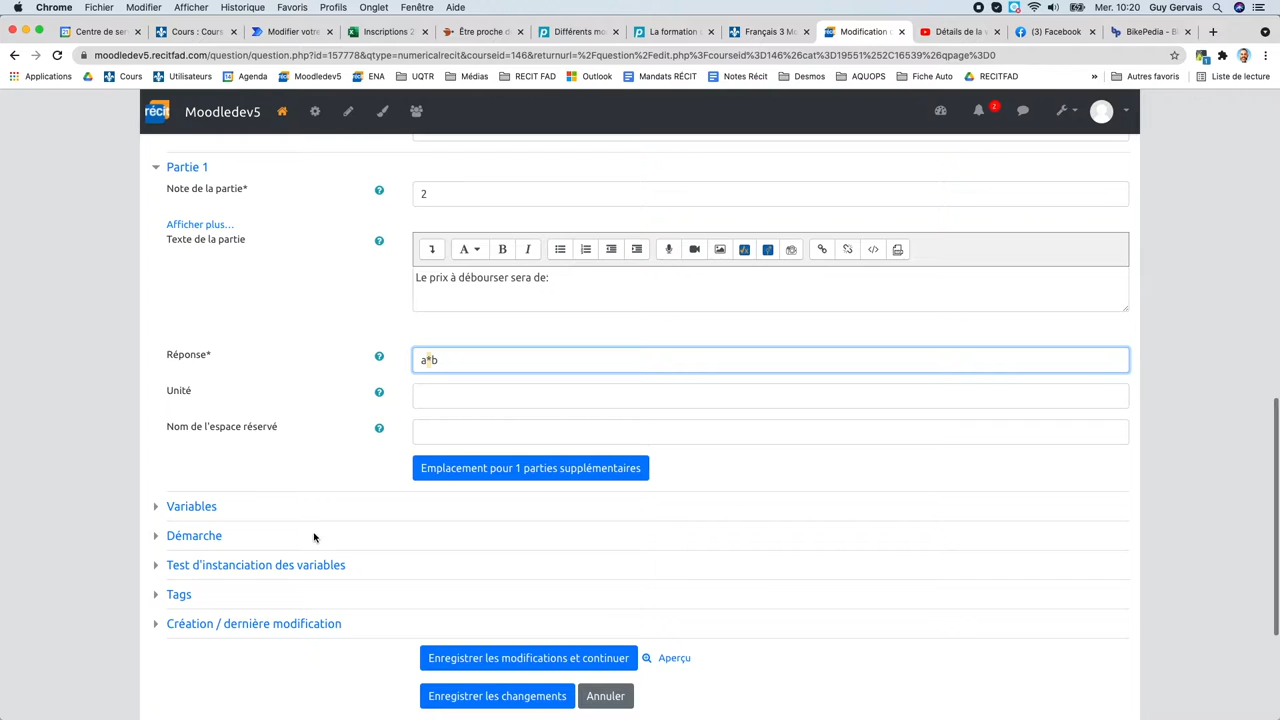 Chrome Fichier Modifier Afficher Historique Favoris Profils Onglet Fenêtre Aide Mer. 10:20 Guy Gervais
Centre de ser Cours : Cours: G Modifier votre Inscriptions 2 Être proche d Différents mo La formation Français 3 Mo Modification d Détails de la v (3) Facebook BikePedia - Bi
moodledev5.recitfad.com/question/question.php?id=157778&qtype=numericalrecit&courseid=146&returnurl=%2Fquestion%2Fedit.php%3Fcourseid%3D146%26cat%3D19551%2C16539%26qpage%3D0
Applications Cours Utilisateurs Agenda Moodledev5 ENA UQTR Médias RECIT FAD Outlook Mandats RÉCIT Notes Récit Desmos AQUOPS Fiche Auto RECITFAD » Autres favoris Liste de lecture
récit Moodledev5 2
Partie 1
Note de la partie* 2
Afficher plus…
Texte de la partie
Le prix à débourser sera de:
Réponse* a*b
Unité
Nom de l'espace réservé
Emplacement pour 1 parties supplémentaires
Variables
Démarche
Test d'instanciation des variables
Tags
Création / dernière modification
Enregistrer les modifications et continuer Aperçu
Enregistrer les changements Annuler